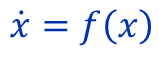 ẋ = f(x)